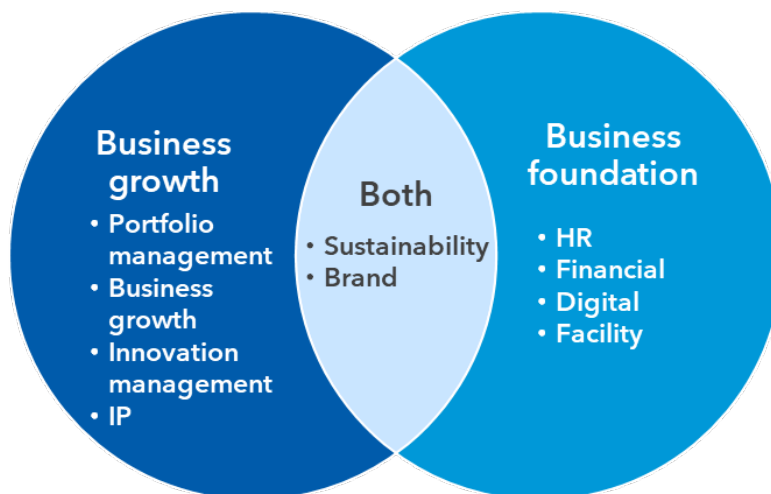 Business
growth
• Portfolio
management
• Business
growth
• Innovation
management
• IP
Both
• Sustainability
• Brand
Business
foundation
• HR
• Financial
• Digital
• Facility